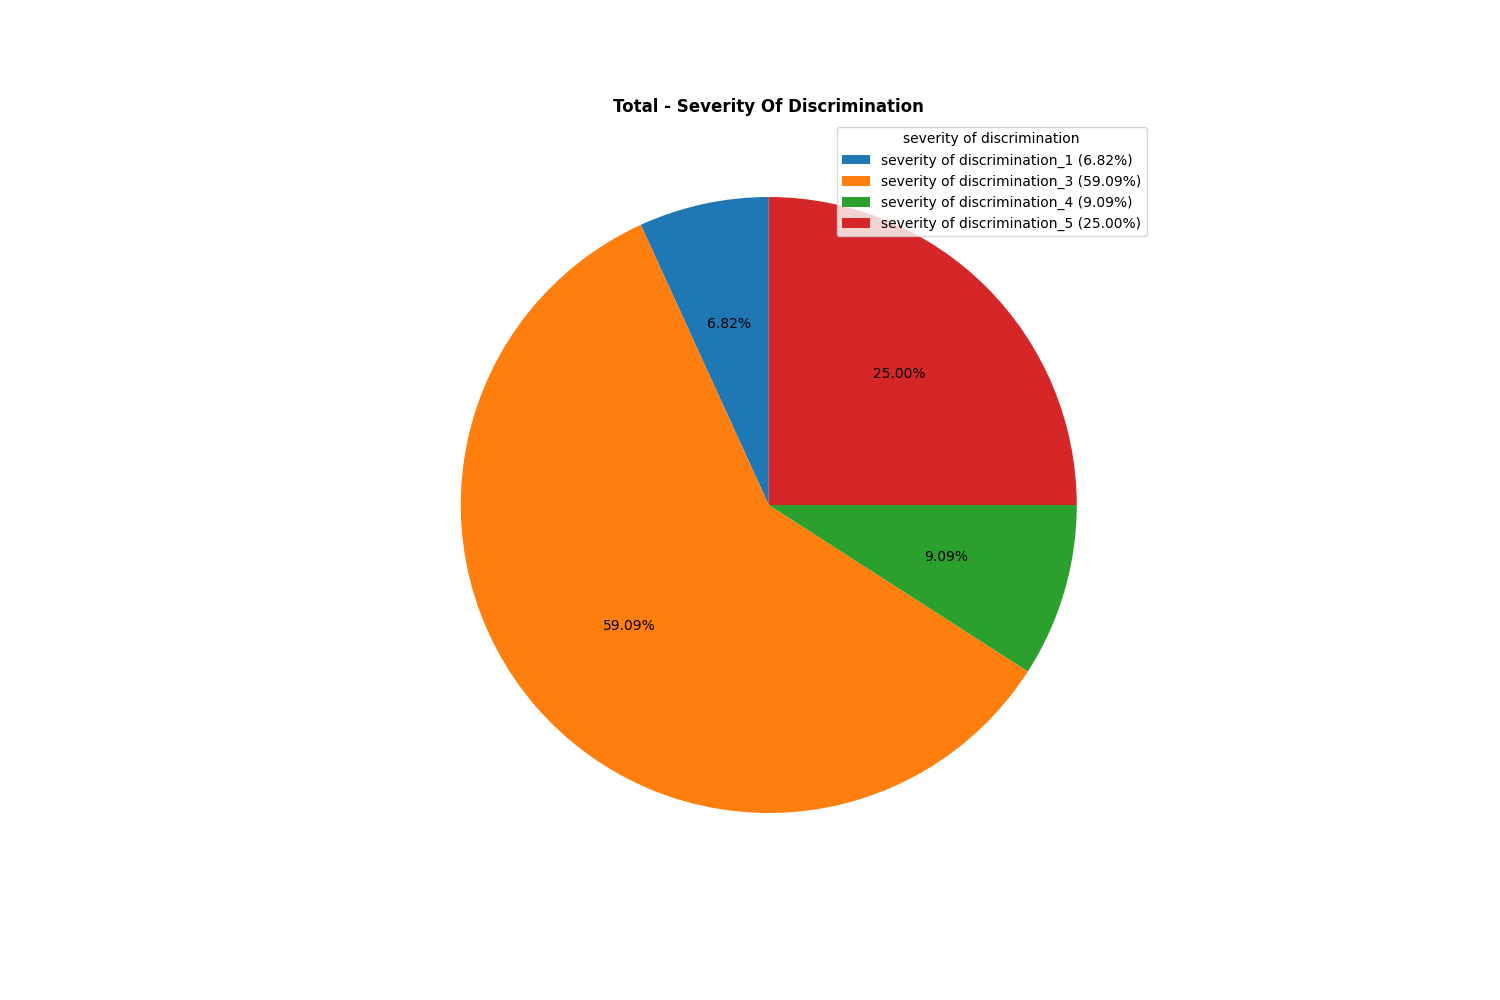 Total - Severity Of Discrimination
severity of discrimination
severity of discrimination_1 (6.82%)
severity of discrimination_3 (59.09%)
severity of discrimination_4 (9.09%)
severity of discrimination_5 (25.00%)
6.82%
25.00%
9.09%
59.09%